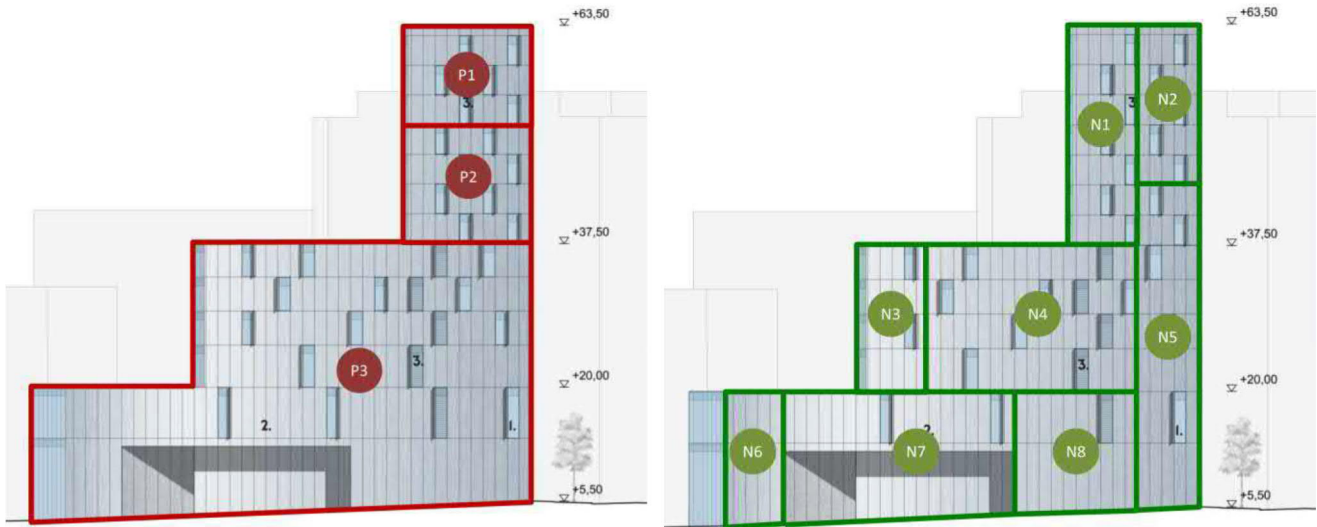 +63,50
P1
3.
P2
+37,50
P3
3.
+20,00
2.
1.
+5,50
+63,50
N2
3
N1
+37,50
N3
N4
N5
3.
+20,00
2.
1.
N6
N7
N8
+5,50